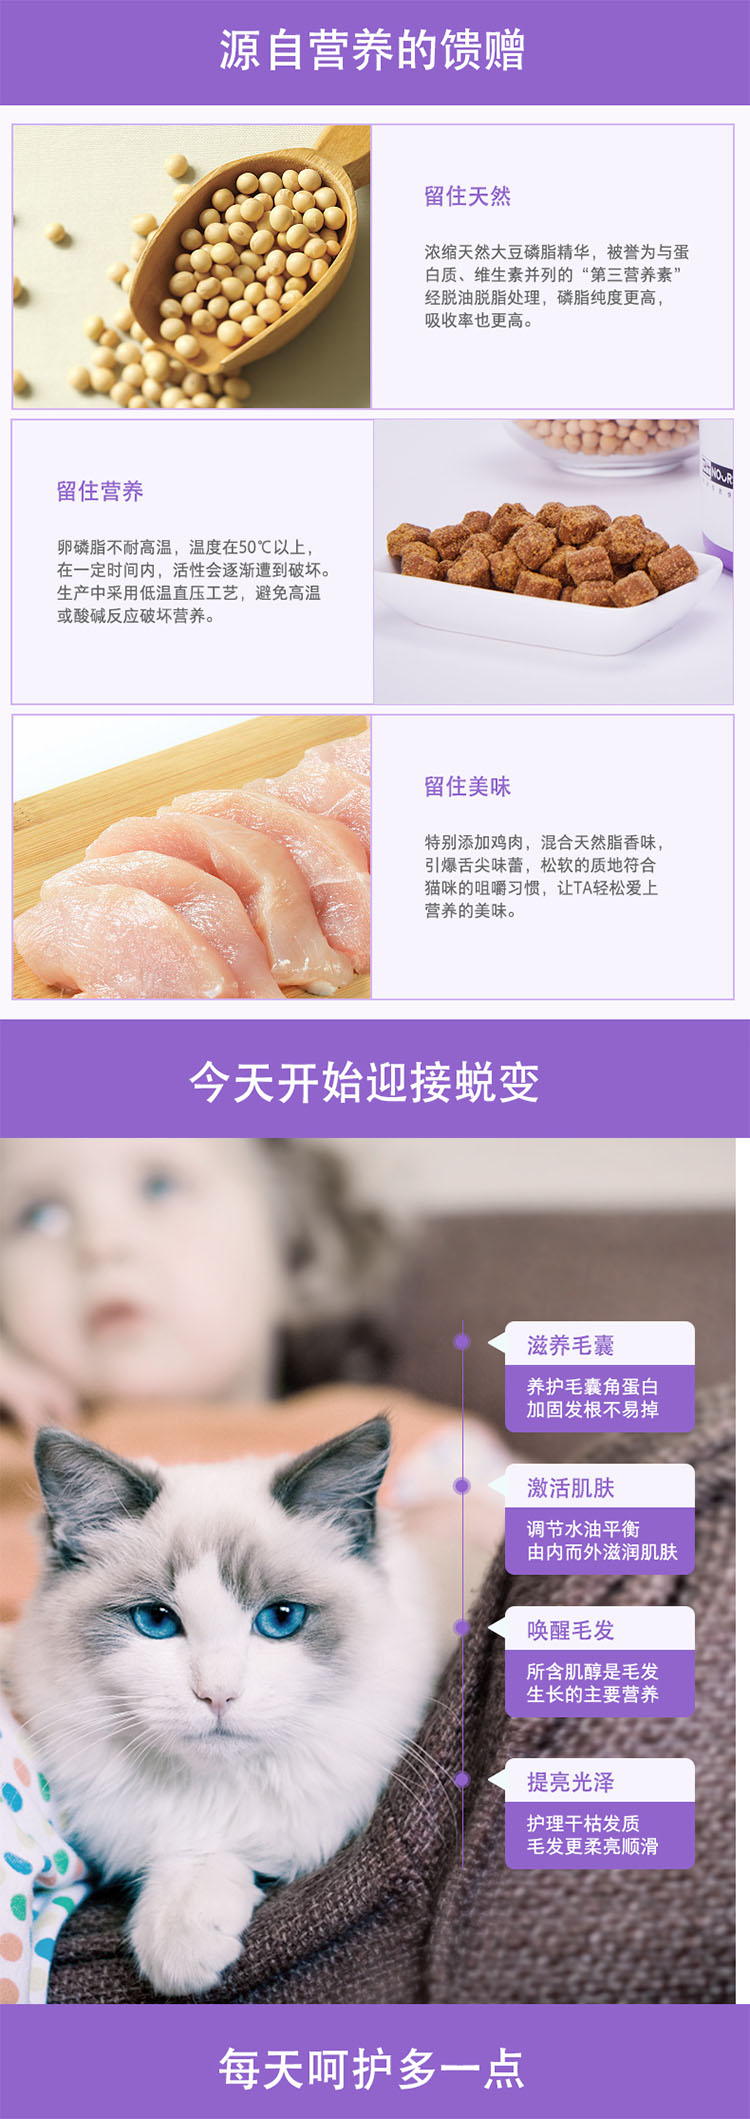 源自营养的馈赠
留住天然
浓缩天然大豆磷脂精华，被誉为与蛋
白质、维生素并列的“第三营养素”
经脱油脱脂处理，磷脂纯度更高，
吸收率也更高。
留住营养
卵磷脂不耐高温，温度在50℃以上，
在一定时间内，活性会逐渐遭到破坏。
生产中采用低温直压工艺，避免高温
或酸碱反应破坏营养。
NOUR
留住美味
特别添加鸡肉，混合天然脂香味，
引爆舌尖味蕾，松软的质地符合
猫咪的咀嚼习惯，让TA轻松爱上
营养的美味。
今天开始迎接蜕变
滋养毛囊
养护毛囊角蛋白
加固发根不易掉
激活肌肤
调节水油平衡
由内而外滋润肌肤
唤醒毛发
所含肌醇是毛发
生长的主要营养
提亮光泽
护理干枯发质
毛发更柔亮顺滑
每天呵护多一点